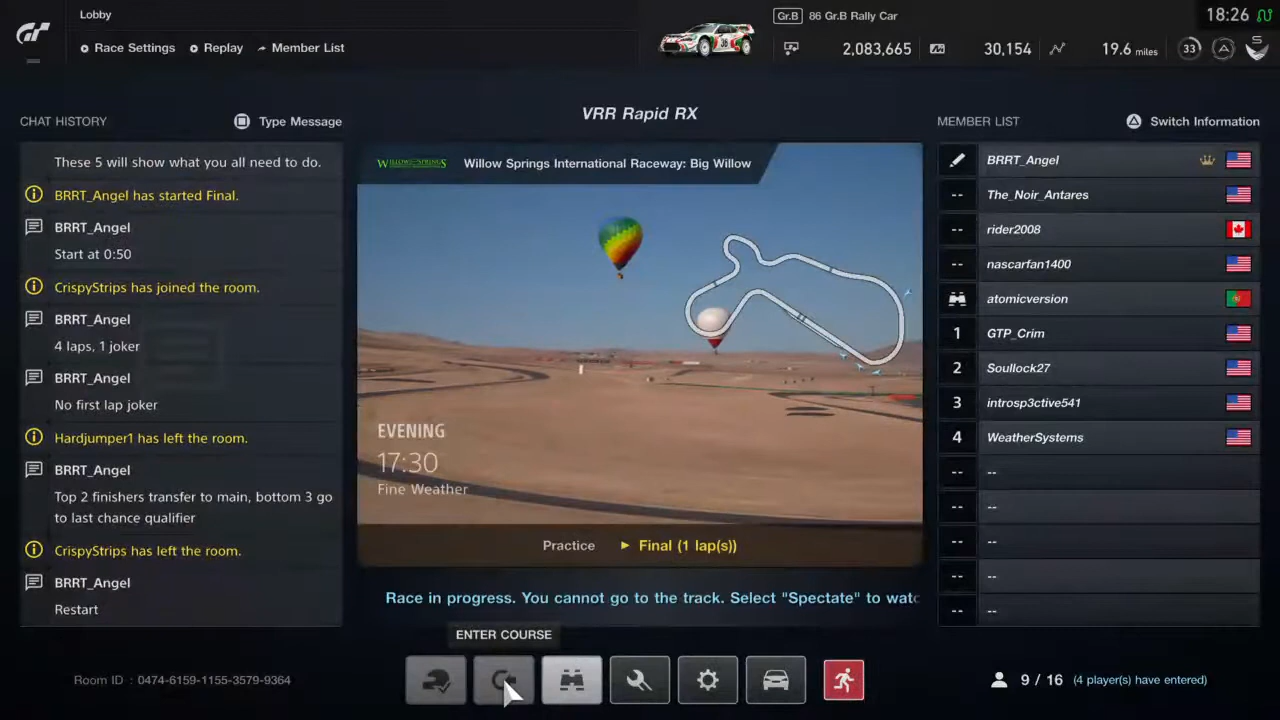 Lobby
Race Settings Replay Member List
Gr.B 86 Gr.B Rally Car
2,083,665 30,154 19.6 miles 33 A S
18:26
CHAT HISTORY Type Message
These 5 will show what you all need to do.
BRRT_Angel has started Final.
BRRT_Angel
Start at 0:50
CrispyStrips has joined the room.
BRRT_Angel
4 laps, 1 joker
BRRT_Angel
No first lap joker
Hardjumper1 has left the room.
BRRT_Angel
Top 2 finishers transfer to main, bottom 3 go
to last chance qualifier
CrispyStrips has left the room.
BRRT_Angel
Restart
Room ID : 0474-6159-1155-3579-9364
VRR Rapid RX
WILLOW SPRINGS Willow Springs International Raceway: Big Willow
EVENING
17:30
Fine Weather
Practice Final (1 lap(s))
Race in progress. You cannot go to the track. Select "Spectate" to watc
ENTER COURSE
MEMBER LIST Switch Information
BRRT_Angel
-- The_Noir_Antares
-- rider2008
-- nascarfan1400
atomicversion
1 GTP_Crim
2 Soullock27
3 introsp3ctive541
4 WeatherSystems
-- --
-- --
-- --
-- --
-- --
9 / 16 (4 player(s) have entered)